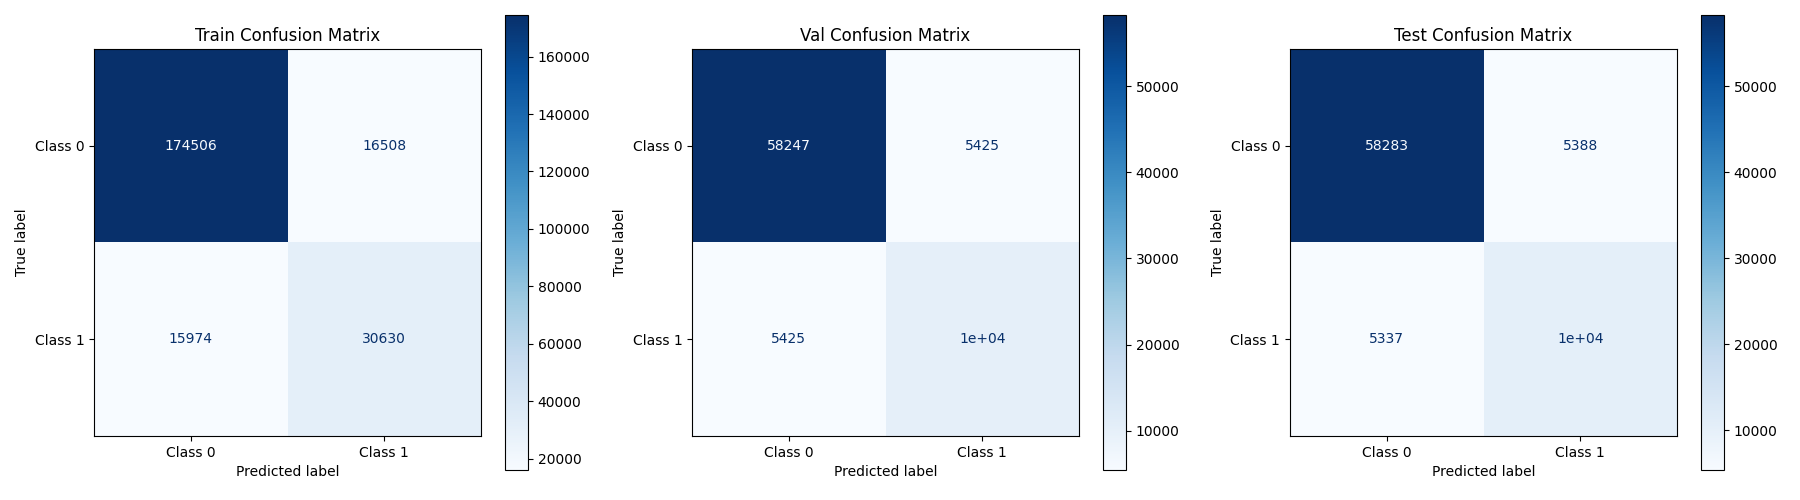 Train Confusion Matrix
True label
Class 0
Class 1
174506
16508
15974
30630
Class 0
Class 1
Predicted label
160000
140000
120000
100000
80000
60000
40000
20000
Val Confusion Matrix
True label
Class 0
Class 1
58247
5425
5425
1e+04
Class 0
Class 1
Predicted label
50000
40000
30000
20000
10000
Test Confusion Matrix
True label
Class 0
Class 1
58283
5388
5337
1e+04
Class 0
Class 1
Predicted label
50000
40000
30000
20000
10000